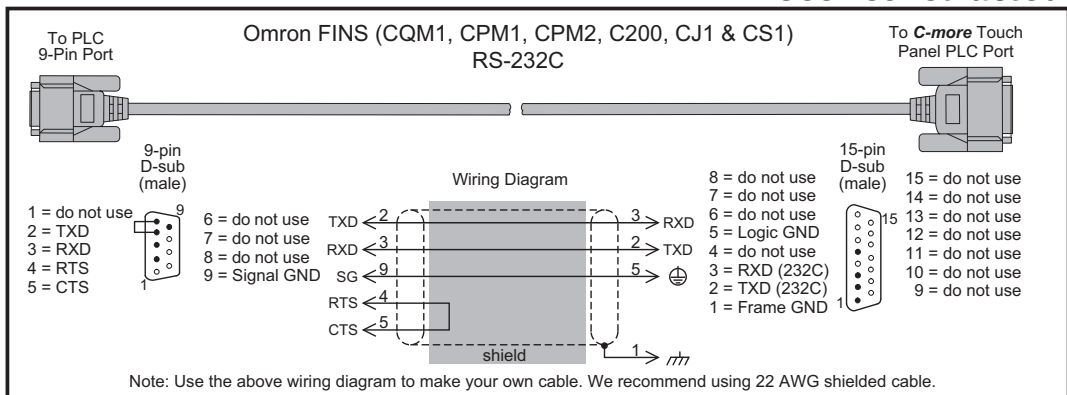 To PLC
9-Pin Port
Omron FINS (CQM1, CPM1, CPM2, C200, CJ1 & CS1)
RS-232C
To C-more Touch
Panel PLC Port
9-pin
D-sub
(male)
1 = do not use
2 = TXD
3 = RXD
4 = RTS
5 = CTS
9
1
6 = do not use
7 = do not use
8 = do not use
9 = Signal GND
Wiring Diagram
TXD 2 3 RXD
RXD 3 2 TXD
SG 9 5
RTS 4
CTS 5
shield
1
8 = do not use
7 = do not use
6 = do not use
5 = Logic GND
4 = do not use
3 = RXD (232C)
2 = TXD (232C)
1 = Frame GND
15-pin
D-sub
(male)
15
1
15 = do not use
14 = do not use
13 = do not use
12 = do not use
11 = do not use
10 = do not use
9 = do not use
Note: Use the above wiring diagram to make your own cable. We recommend using 22 AWG shielded cable.